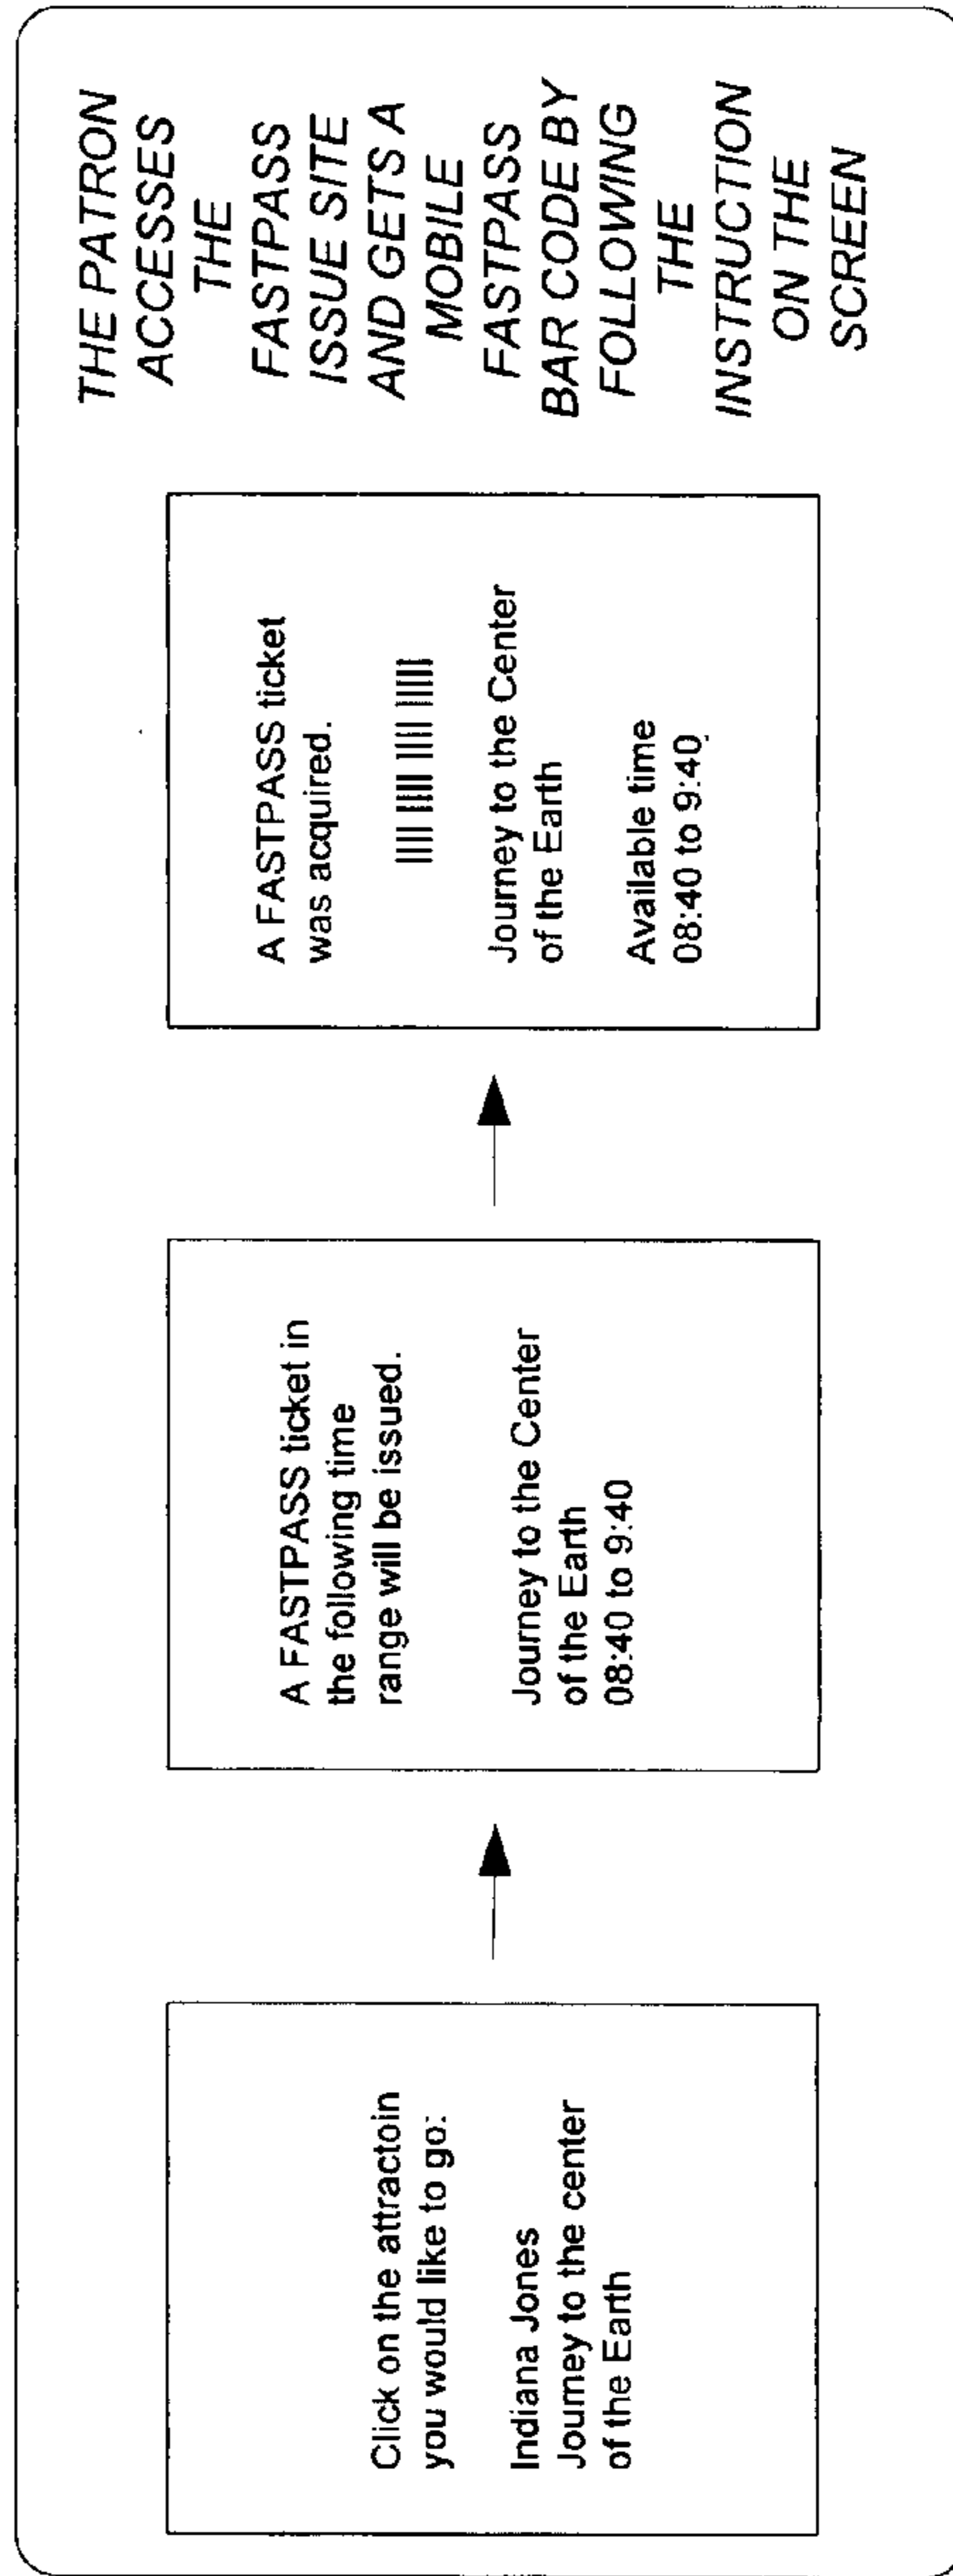 Click on the attractoin
you would like to go:
Indiana Jones
Journey to the center
of the Earth
A FASTPASS ticket in
the following time
range will be issued.
Journey to the Center
of the Earth
08:40 to 9:40
A FASTPASS ticket
was acquired.
Journey to the Center
of the Earth
Available time
08:40 to 9:40
THE PATRON
ACCESSES
THE
FASTPASS
ISSUE SITE
AND GETS A
MOBILE
FASTPASS
BAR CODE BY
FOLLOWING
THE
INSTRUCTION
ON THE
SCREEN